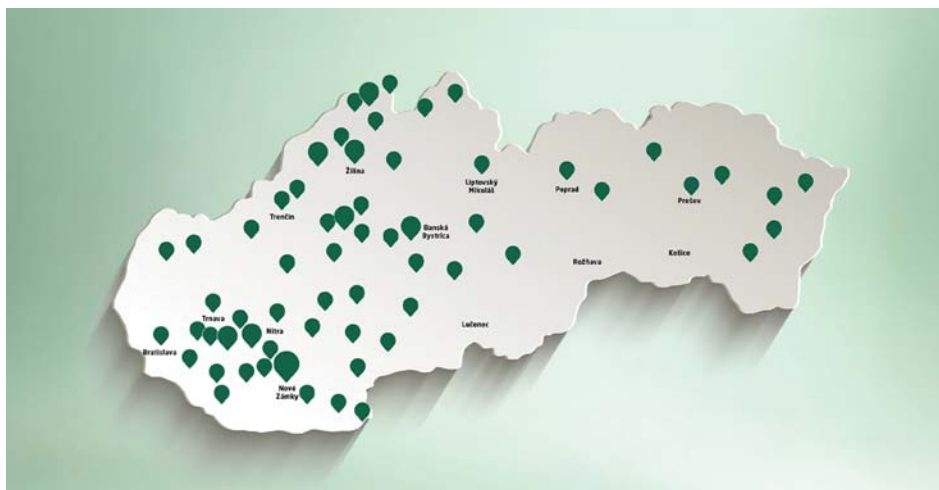 Žilina
Liptovský
Mikuláš
Poprad
Prešov
Trenčín
Banská
Bystrica
Rožňava
Košice
Trnava
Nitra
Lučenec
Bratislava
Nové
Zámky